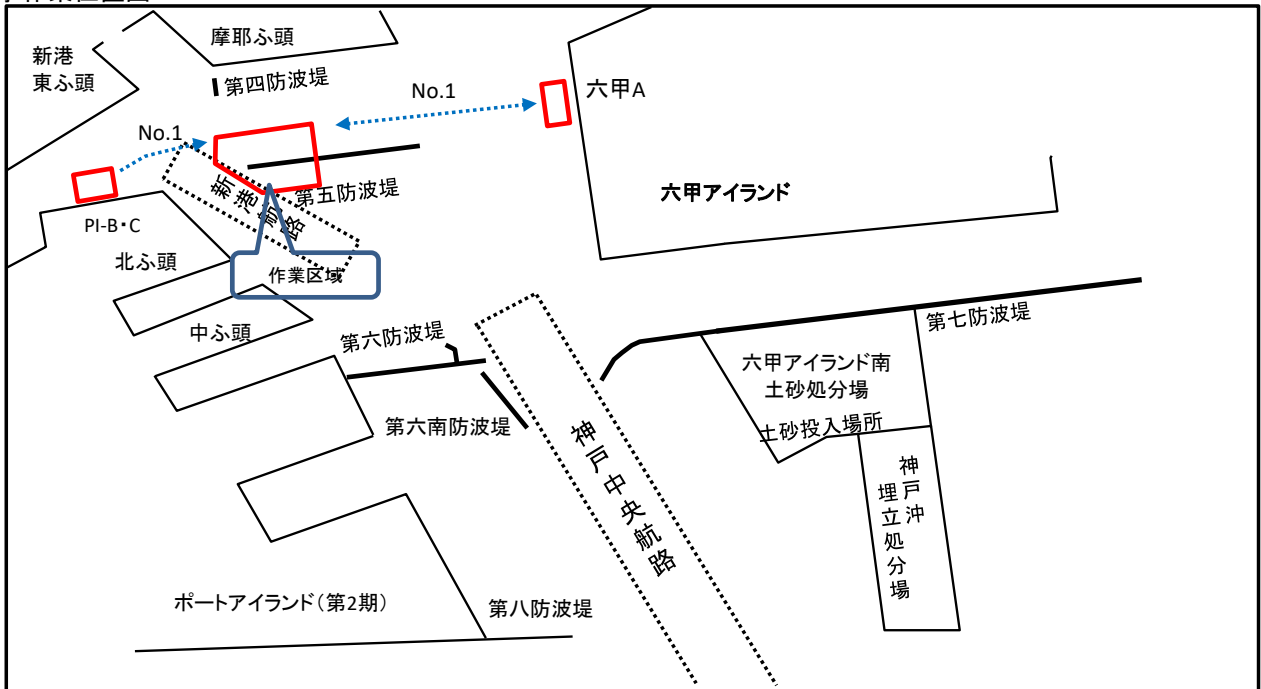 摩耶ふ頭
新港
東ふ頭
第四防波堤
No.1
六甲A
No.1
新港航路
第五防波堤
六甲アイランド
PI-B・C
北ふ頭
作業区域
中ふ頭
第六防波堤
第七防波堤
六甲アイランド南
土砂処分場
土砂投入場所
第六南防波堤
神戸中央航路
神戸沖
埋立処分場
ポートアイランド(第2期)
第八防波堤